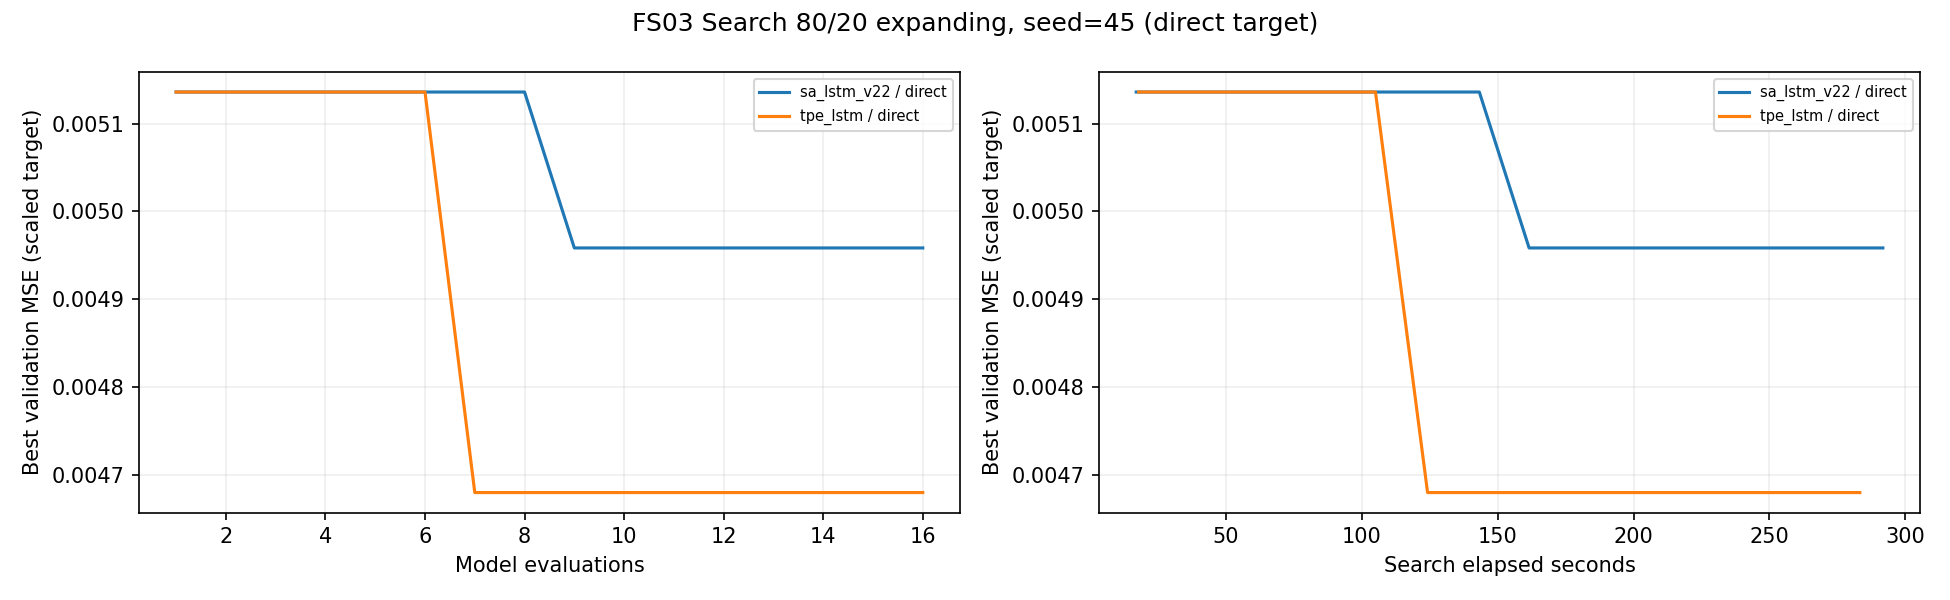 FS03 Search 80/20 expanding, seed=45 (direct target)
Best validation MSE (scaled target)
0.0051
0.0050
0.0049
0.0048
0.0047
sa_lstm_v22 / direct
tpe_lstm / direct
2 4 6 8 10 12 14 16
Model evaluations
Best validation MSE (scaled target)
0.0051
0.0050
0.0049
0.0048
0.0047
sa_lstm_v22 / direct
tpe_lstm / direct
50 100 150 200 250 300
Search elapsed seconds